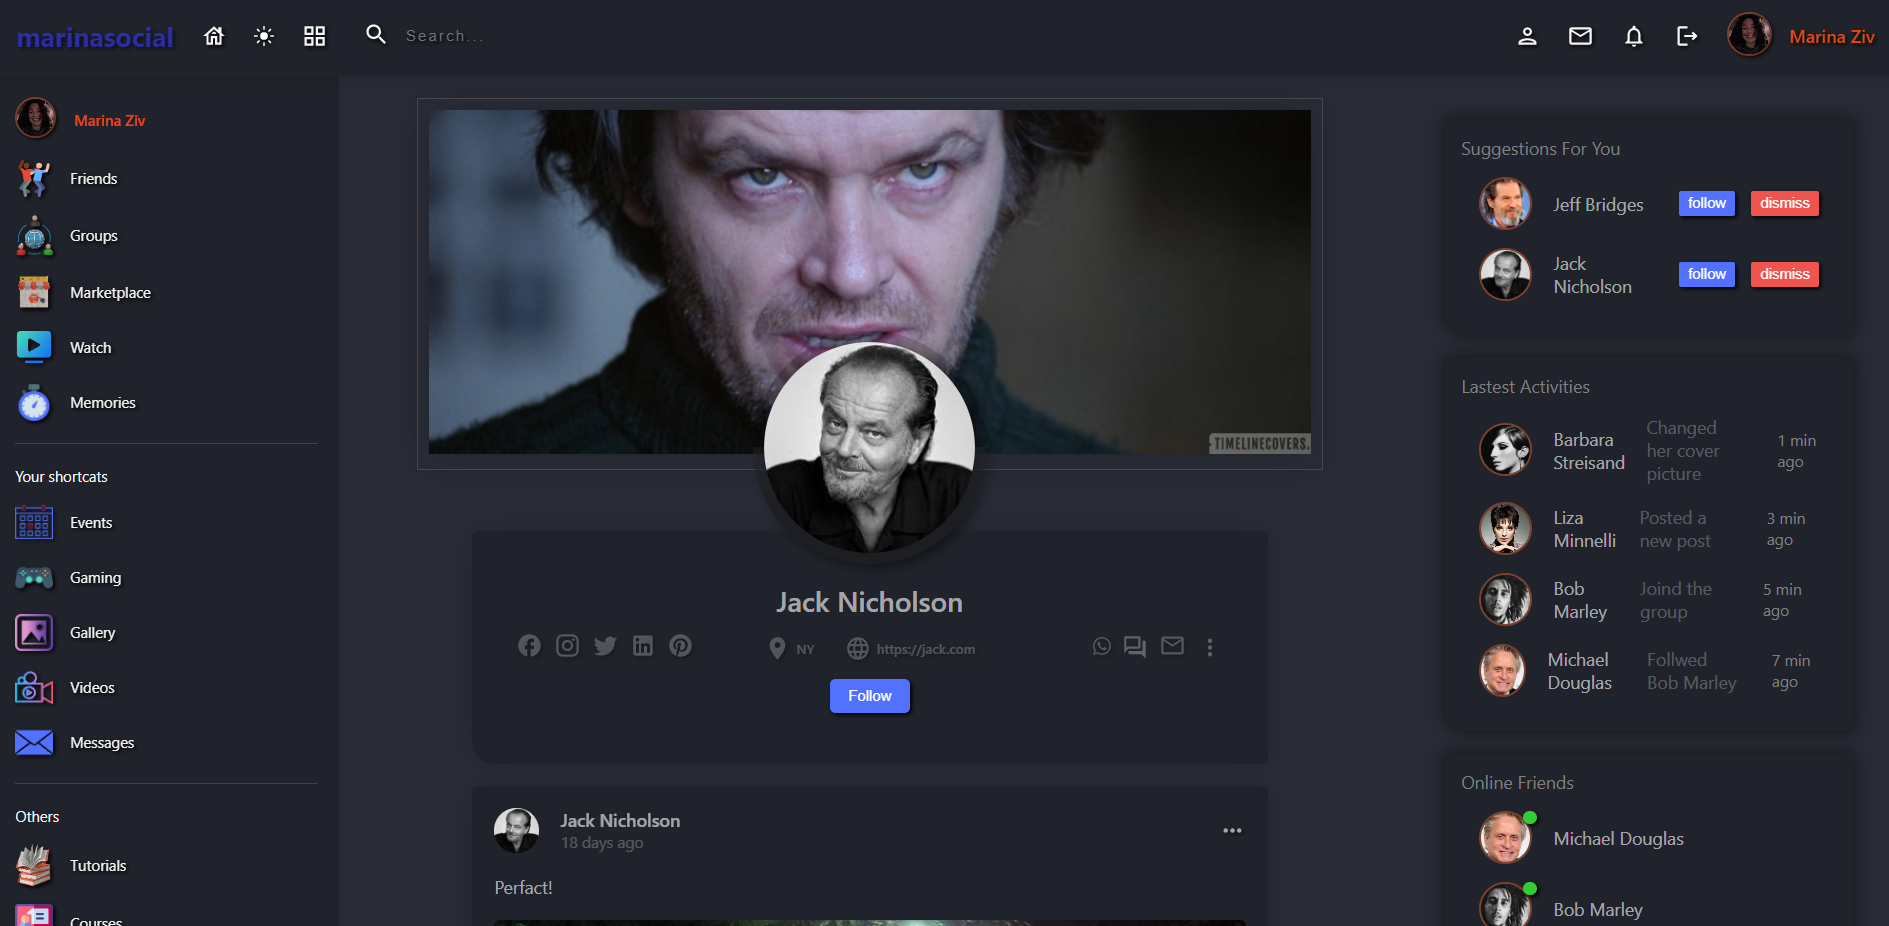 marinasocial
Search...
Marina Ziv
Marina Ziv
Friends
Groups
Marketplace
Watch
Memories
Your shortcats
Events
Gaming
Gallery
Videos
Messages
Others
Tutorials
Courses
TIMELINECOVERS.
Jack Nicholson
NY
https://jack.com
Follow
Jack Nicholson
18 days ago
Perfact!
Suggestions For You
Jeff Bridges
follow
dismiss
Jack
Nicholson
follow
dismiss
Lastest Activities
Barbara
Streisand
Changed
her cover
picture
1 min
ago
Liza
Minnelli
Posted a
new post
3 min
ago
Bob
Marley
Joind the
group
5 min
ago
Michael
Douglas
Follwed
Bob Marley
7 min
ago
Online Friends
Michael Douglas
Bob Marley